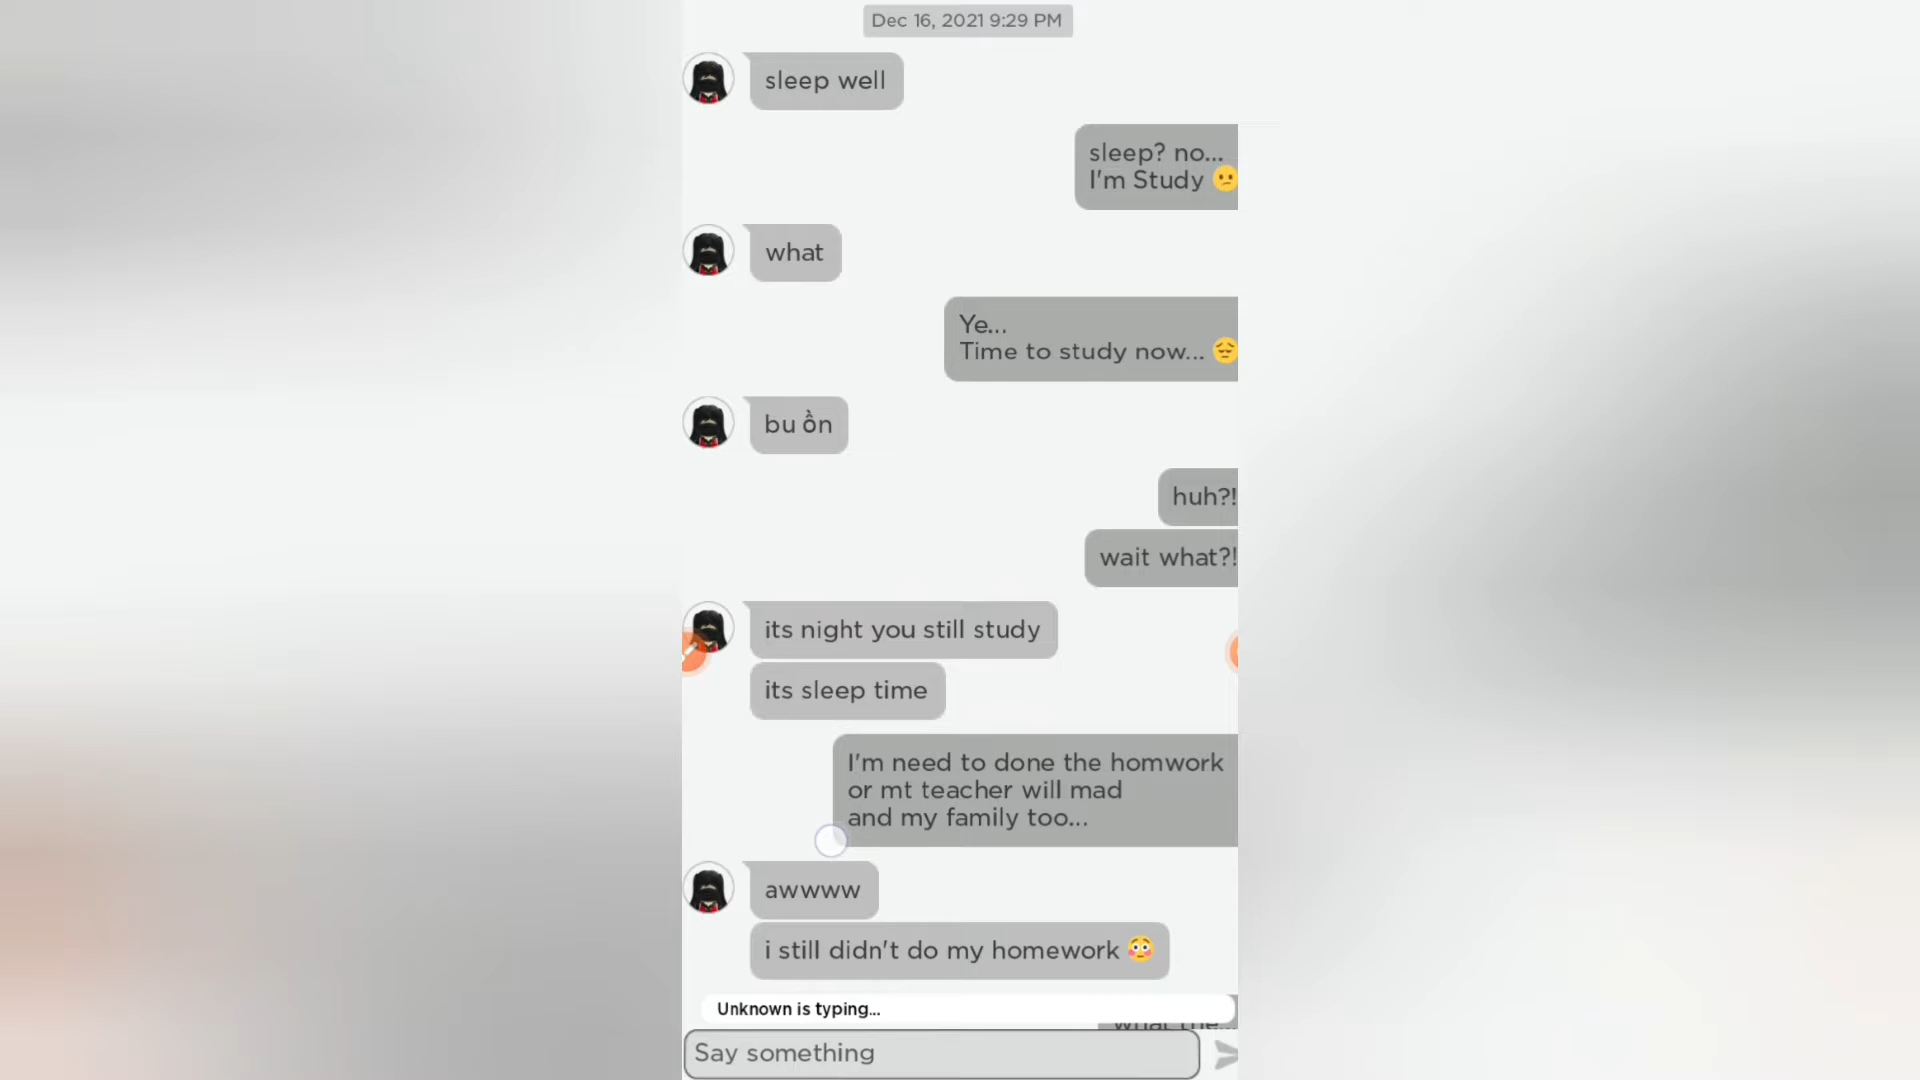 Dec 16, 2021 9:29 PM
sleep well
sleep? no...
I'm Study 😕
what
Ye...
Time to study now... 😔
bu ồn
huh?!
wait what?!
its night you still study
its sleep time
I'm need to done the homwork
or mt teacher will mad
and my family too...
awwww
i still didn't do my homework 😳
Unknown is typing...
what the...
Say something